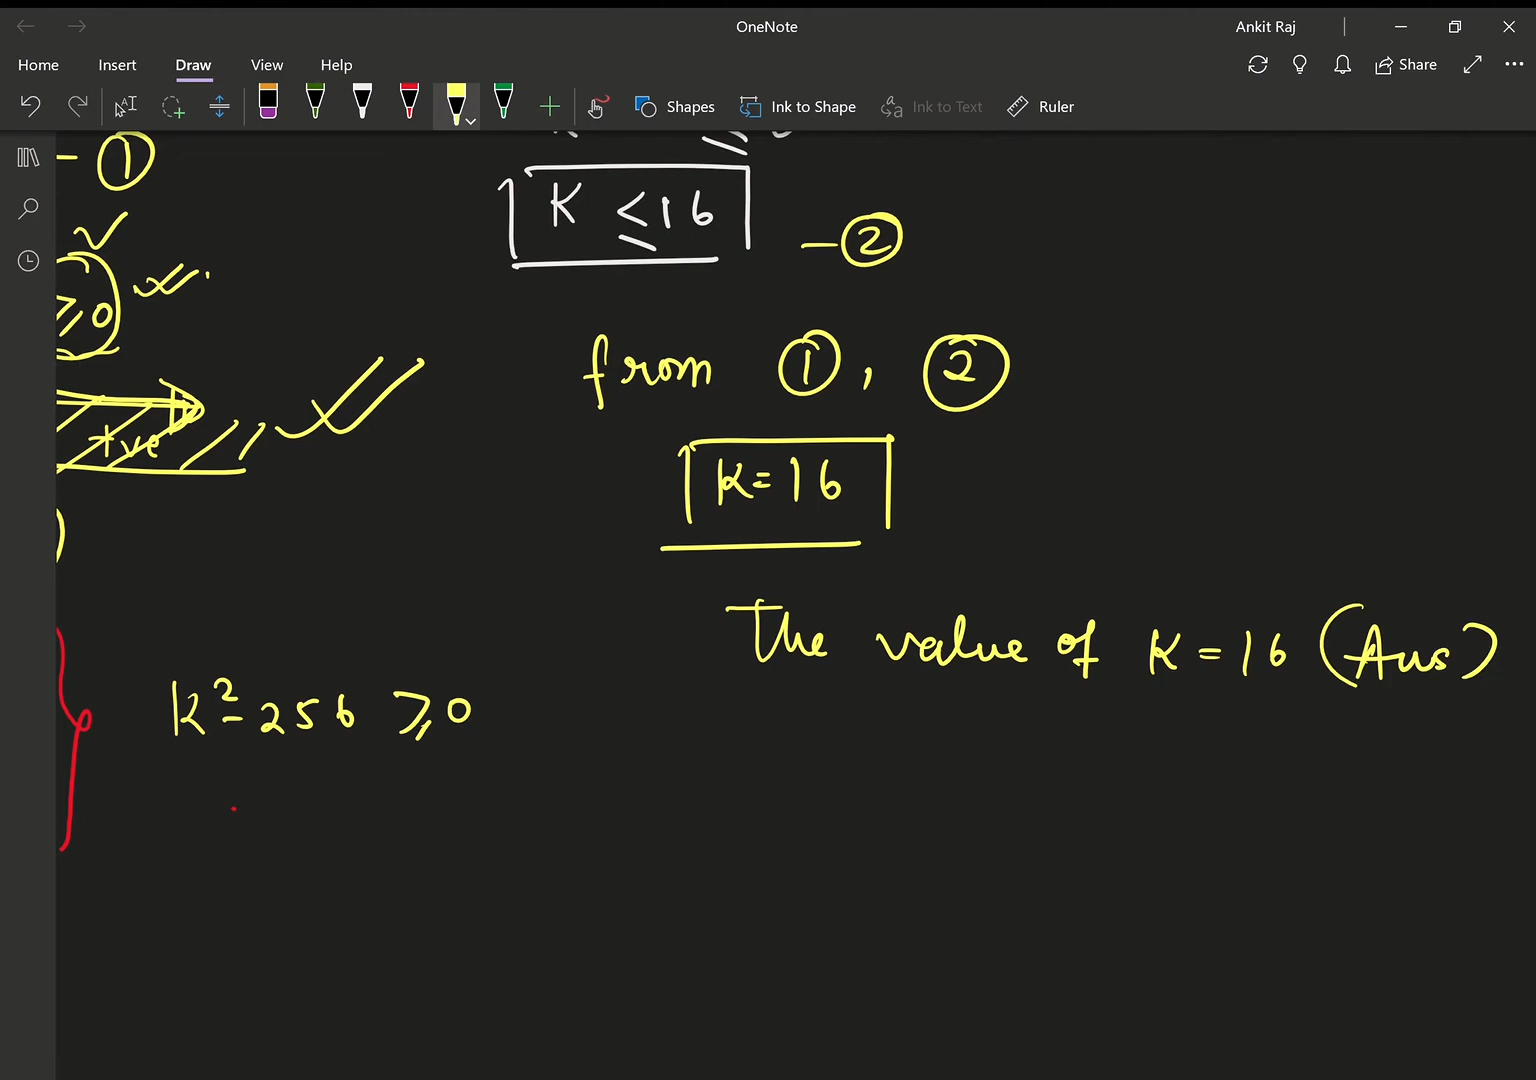 OneNote
Ankit Raj
Home Insert Draw View Help
Share
Shapes Ink to Shape Ink to Text Ruler
- ①
K ≤ 16
- ②
≥ 0
from ①, ②
+ve
K = 16
The value of K = 16 (Ans)
K² - 256 ≥ 0